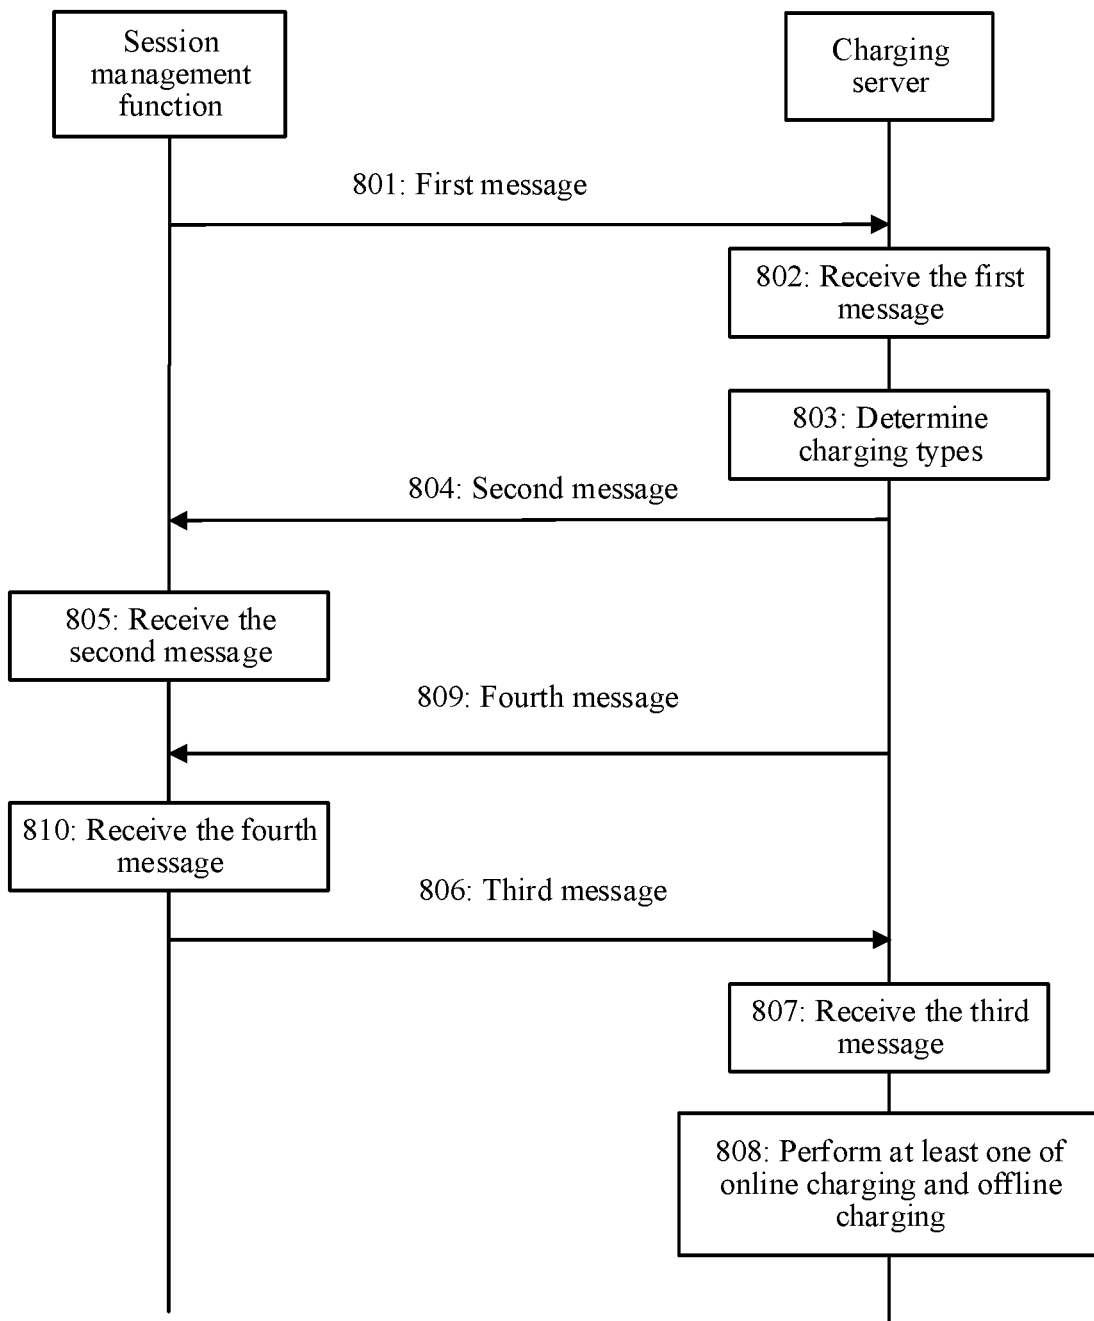 Session
management
function
Charging
server
801: First message
802: Receive the first
message
803: Determine
charging types
804: Second message
805: Receive the
second message
809: Fourth message
810: Receive the fourth
message
806: Third message
807: Receive the third
message
808: Perform at least one of
online charging and offline
charging